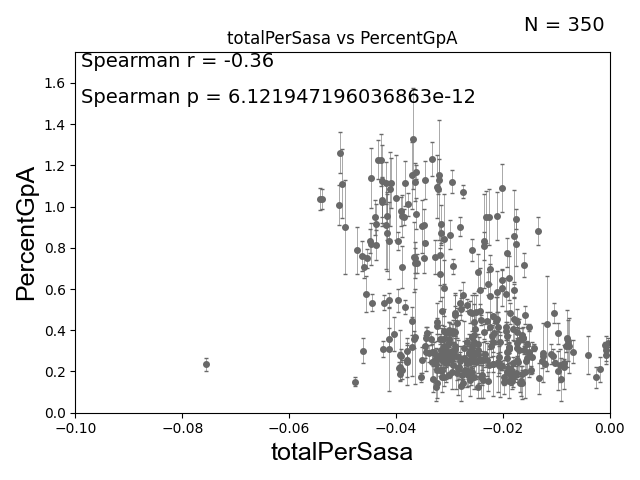 N = 350
totalPerSasa vs PercentGpA
Spearman r = -0.36
Spearman p = 6.121947196036863e-12
PercentGpA
1.6
1.4
1.2
1.0
0.8
0.6
0.4
0.2
0.0
−0.10
−0.08
−0.06
−0.04
−0.02
0.00
totalPerSasa